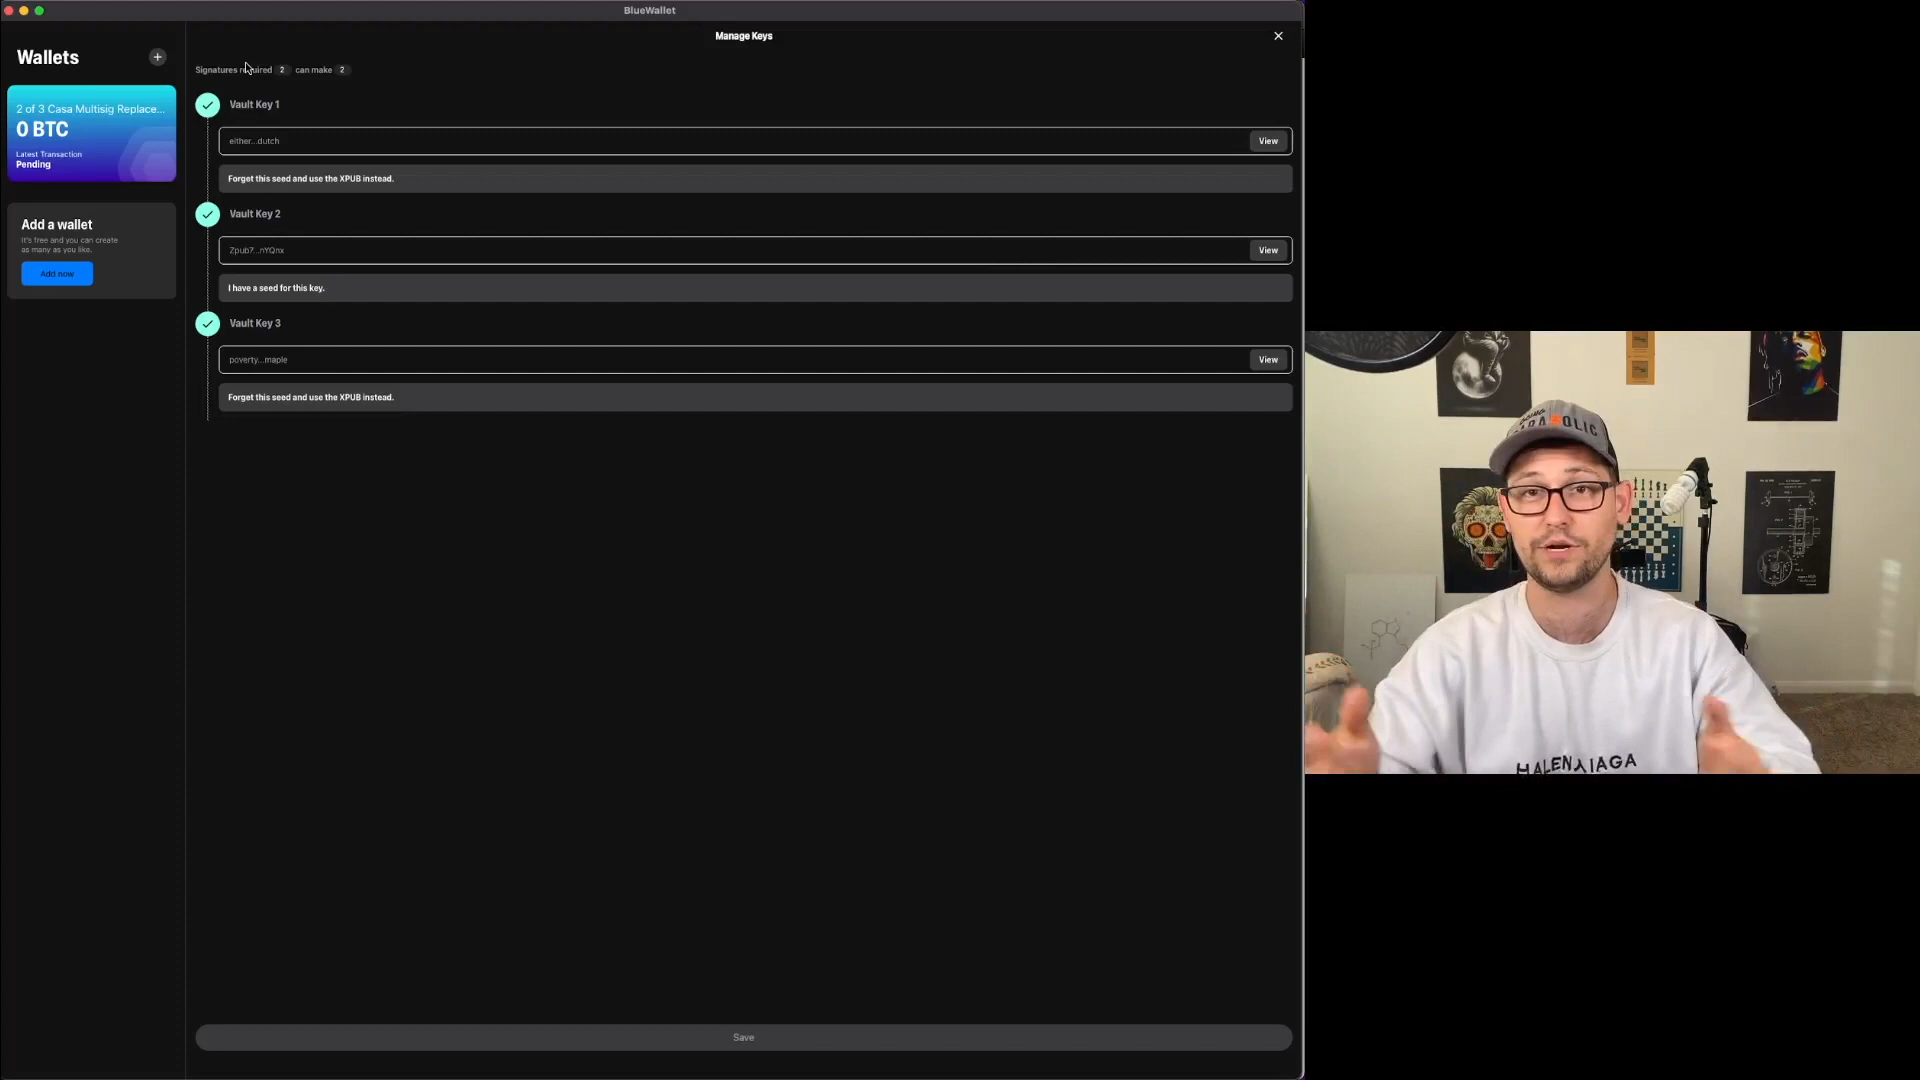 BlueWallet
Manage Keys
Wallets
2 of 3 Casa Multisig Replace...
0 BTC
Latest Transaction
Pending
Add a wallet
It's free and you can create
as many as you like.
Add now
Signatures required 2 can make 2
Vault Key 1
either...dutch
View
Forget this seed and use the XPUB instead.
Vault Key 2
Zpub7...nYQnx
View
I have a seed for this key.
Vault Key 3
poverty...maple
View
Forget this seed and use the XPUB instead.
Save